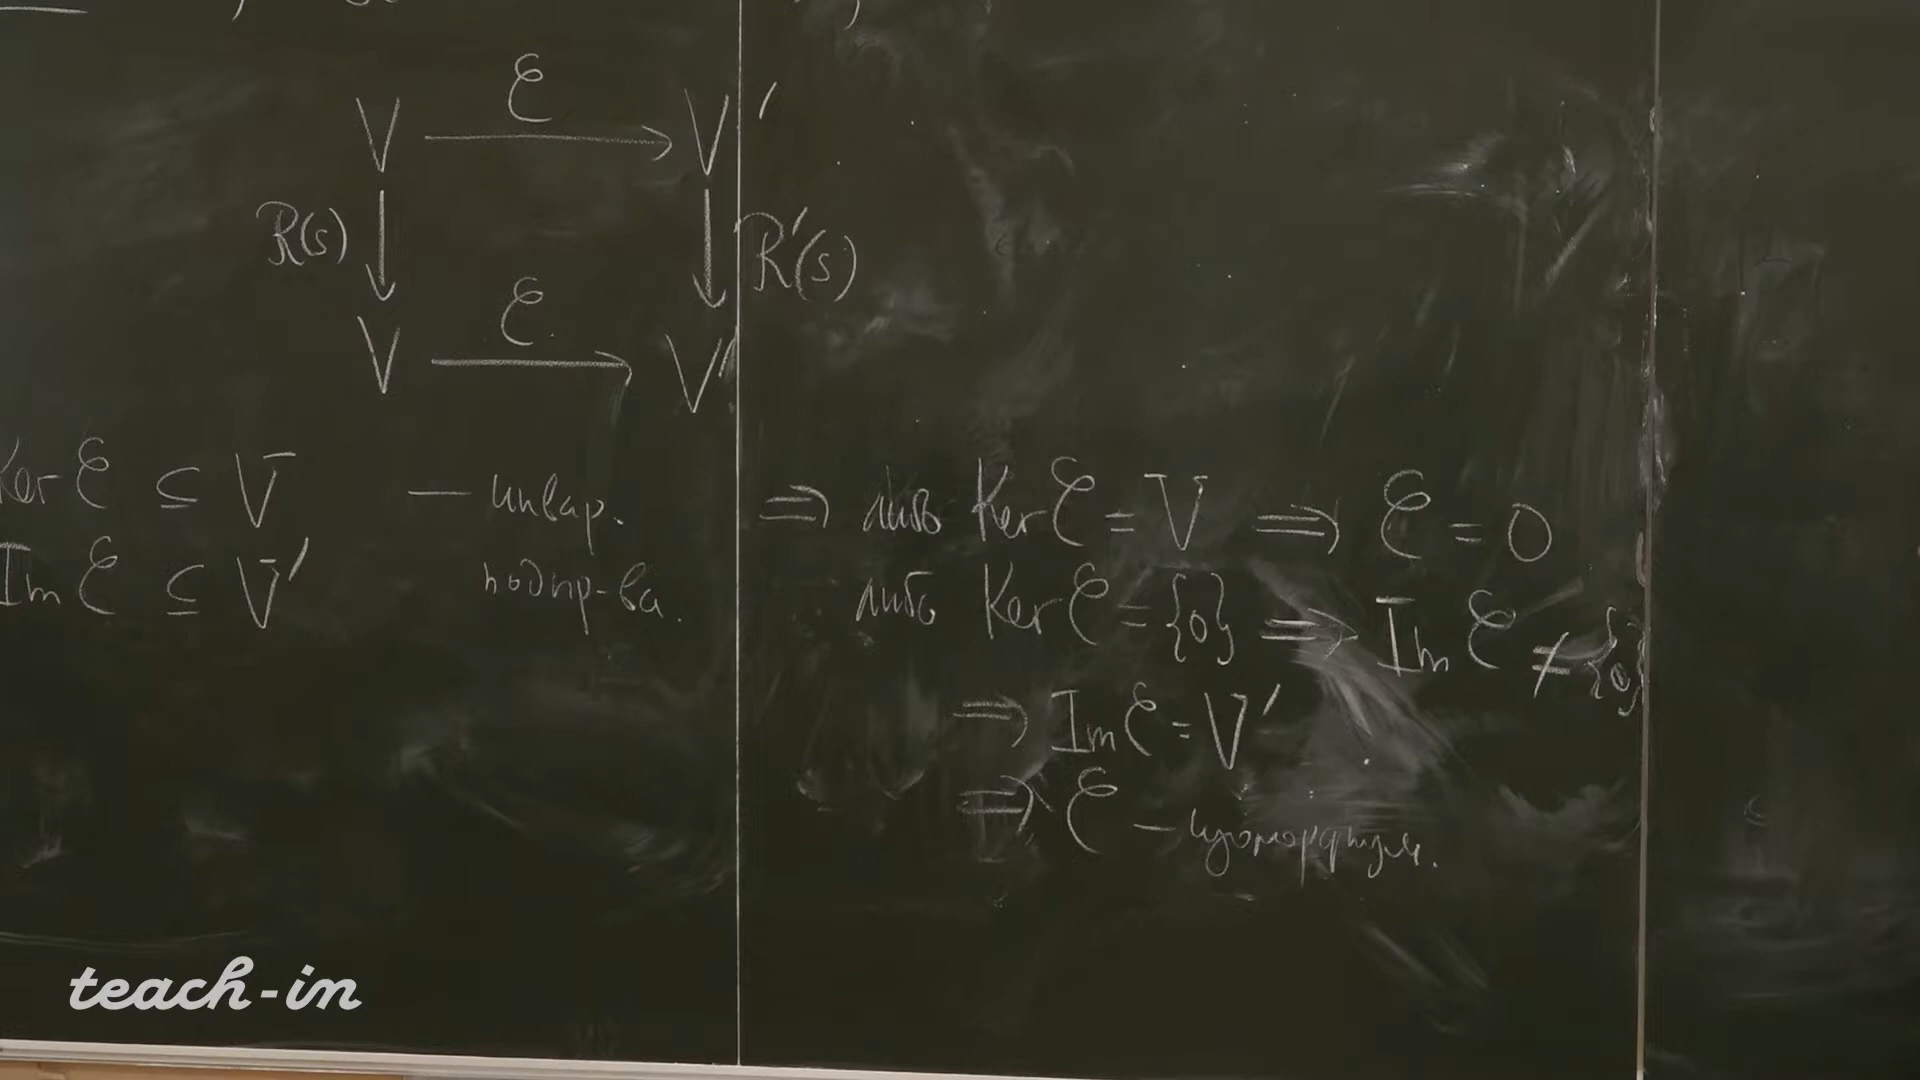 V ℰ→ V′
R(s) ↓ ↓ R′(s)
V ℰ→ V′
Ker ℰ ⊆ V — инвар.
Im ℰ ⊆ V′ подпр-ва.
⇒ либо Ker ℰ = V ⇒ ℰ = 0
либо Ker ℰ = {0} ⇒ Im ℰ ≠ {0}
⇒ Im ℰ = V′
⇒ ℰ — изоморфизм.
teach-in